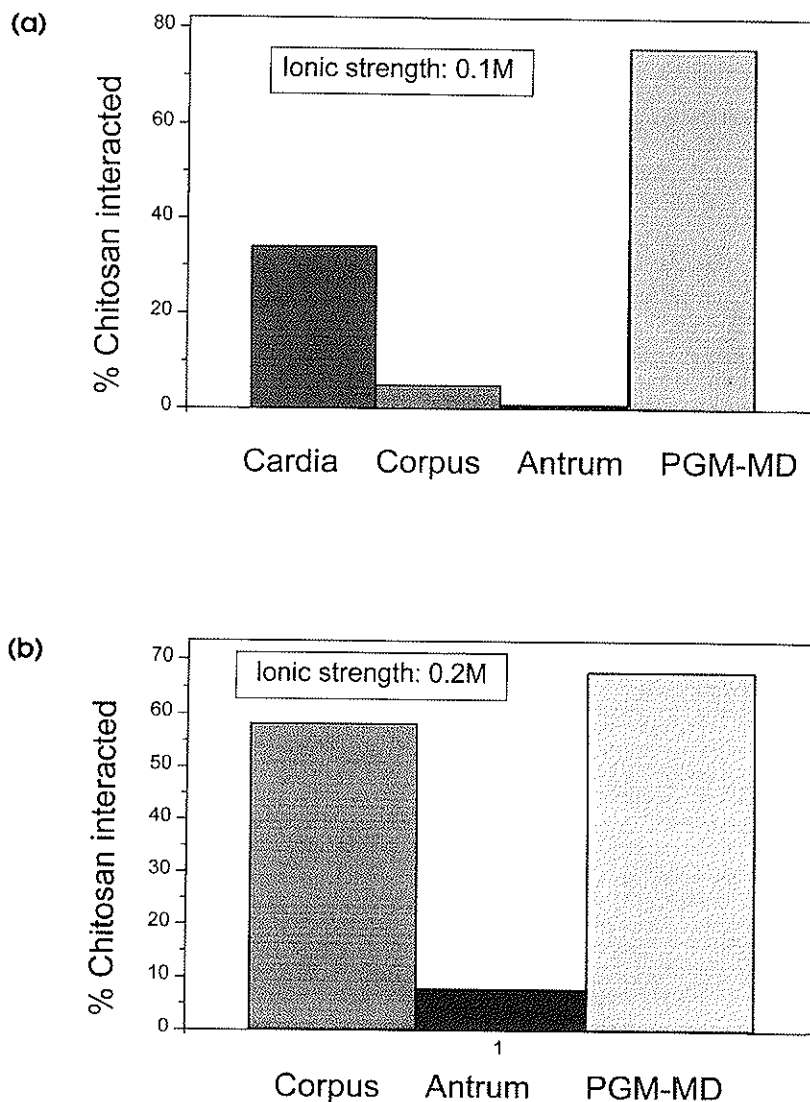 (a)
80
60
40
20
0
% Chitosan interacted
Ionic strength: 0.1M
Cardia Corpus Antrum PGM-MD
(b)
70
60
50
40
30
20
10
0
% Chitosan interacted
Ionic strength: 0.2M
1
Corpus Antrum PGM-MD